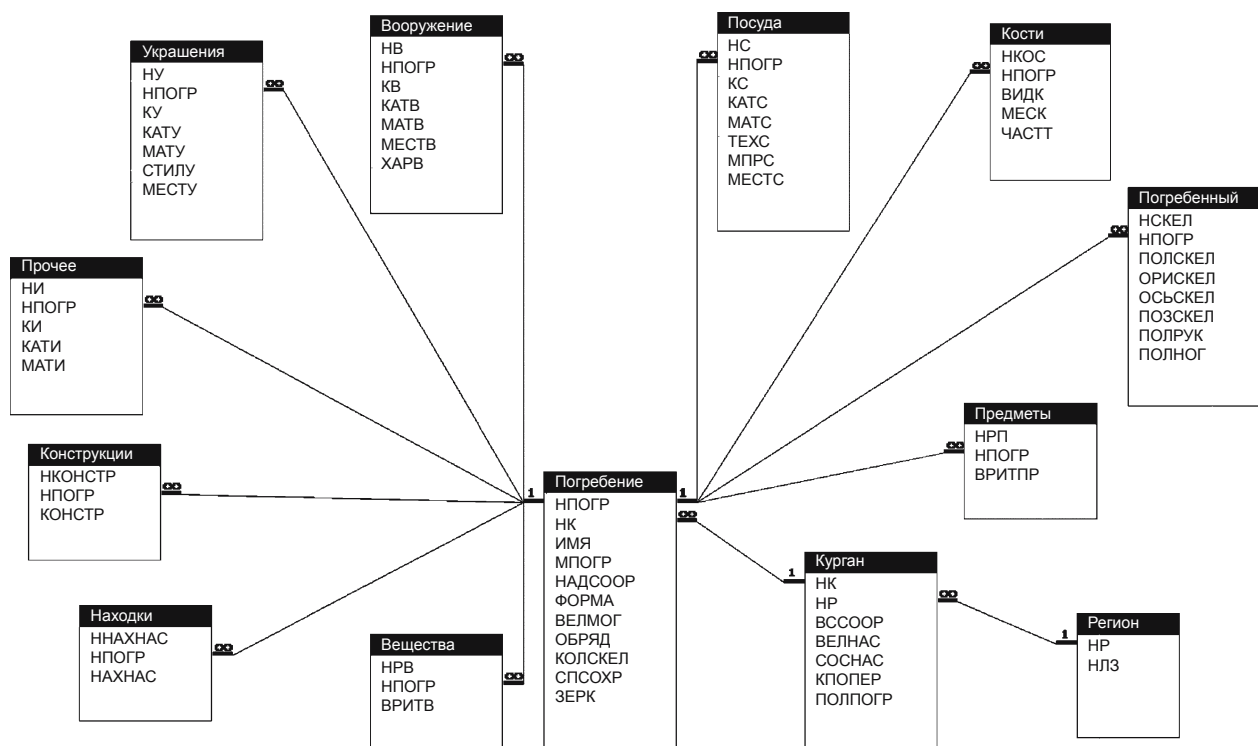 Украшения
НУ
НПОГР
КУ
КАТУ
МАТУ
СТИЛУ
МЕСТУ
Вооружение
НВ
НПОГР
КВ
КАТВ
МАТВ
МЕСТВ
ХАРВ
Посуда
НС
НПОГР
КС
КАТС
МАТС
ТЕХС
МПРС
МЕСТС
Кости
НКОС
НПОГР
ВИДК
МЕСК
ЧАСТТ
Погребенный
НСКЕЛ
НПОГР
ПОЛСКЕЛ
ОРИСКЕЛ
ОСЬСКЕЛ
ПОЗСКЕЛ
ПОЛРУК
ПОЛНОГ
Прочее
НИ
НПОГР
КИ
КАТИ
МАТИ
Предметы
НРП
НПОГР
ВРИТПР
Конструкции
НКОНСТР
НПОГР
КОНСТР
Погребение
НПОГР
НК
ИМЯ
МПОГР
НАДСООР
ФОРМА
ВЕЛМОГ
ОБРЯД
КОЛСКЕЛ
СПСОХР
ЗЕРК
Курган
НК
НР
ВССООР
ВЕЛНАС
СОСНАС
КПОПЕР
ПОЛПОГР
Регион
НР
НЛЗ
Находки
ННАХНАС
НПОГР
НАХНАС
Вещества
НРВ
НПОГР
ВРИТВ
∞
∞
∞
∞
∞
∞
∞
∞
∞
∞
1
1
∞
1
∞
1